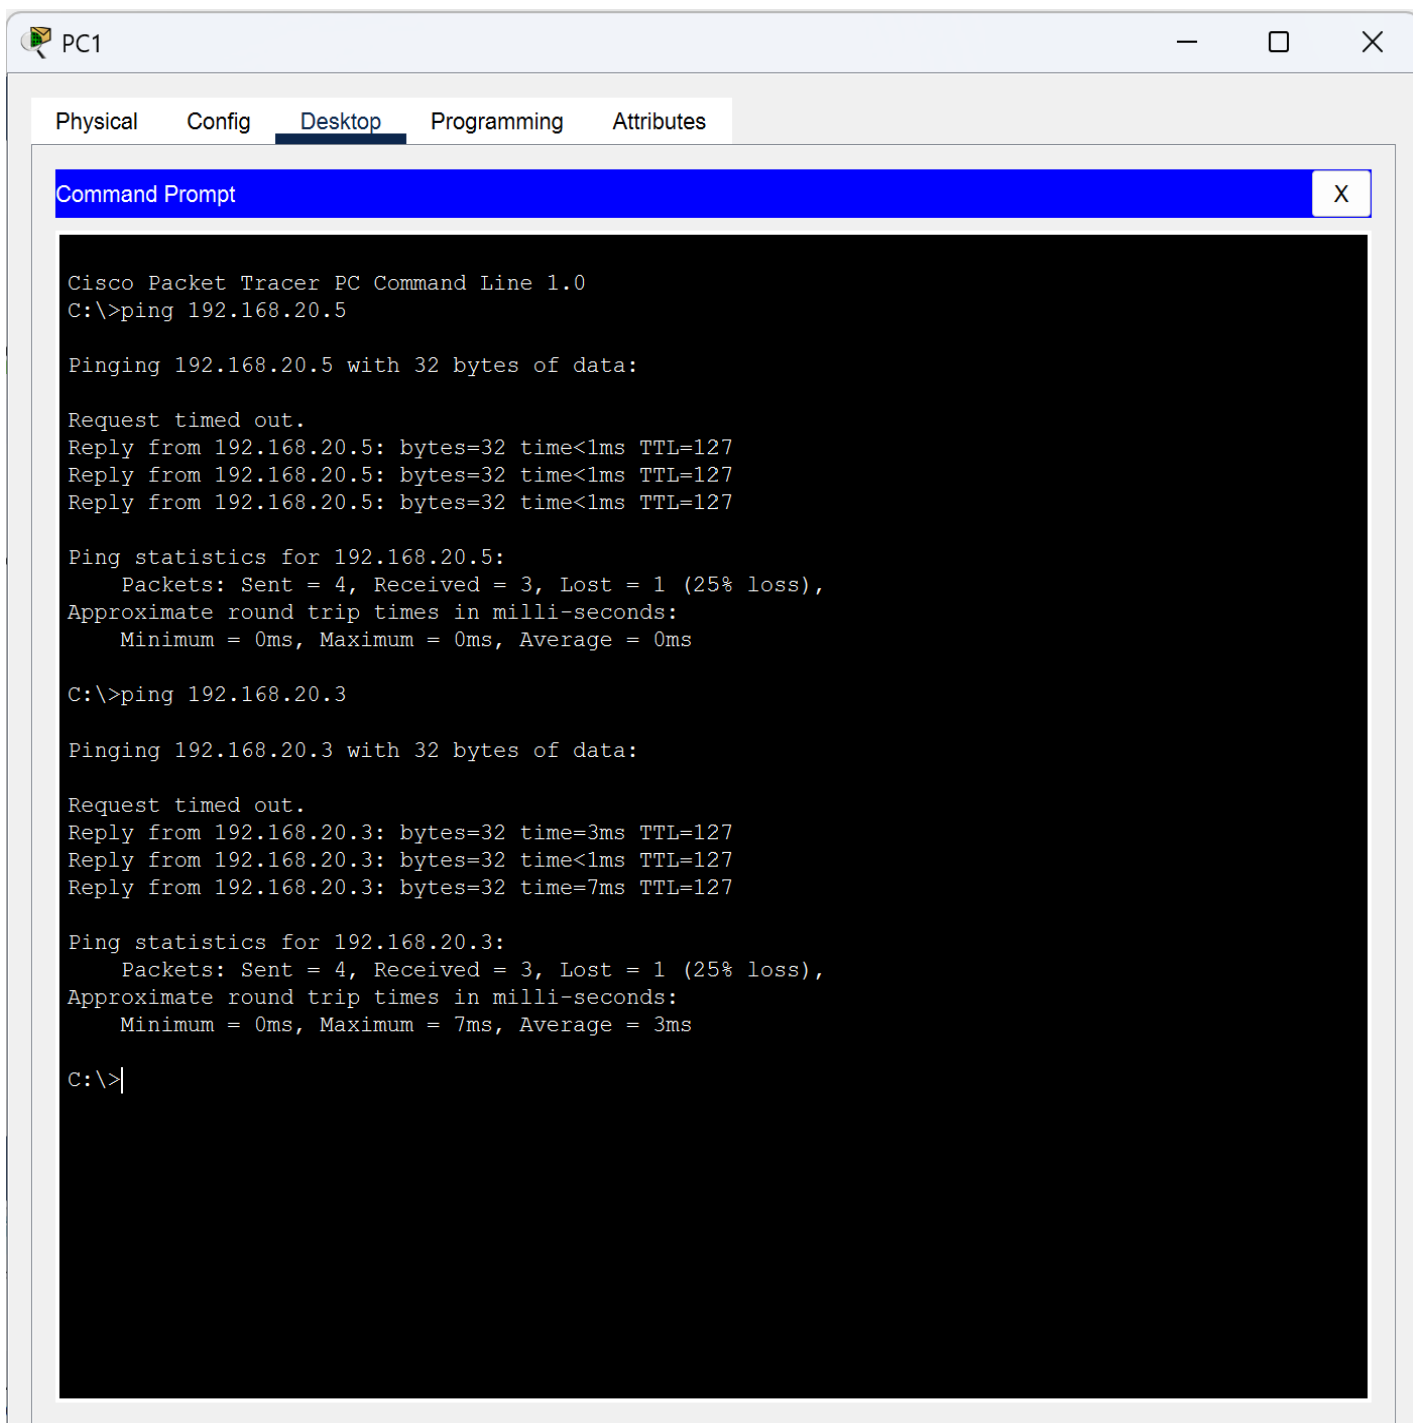 PC1
Physical Config Desktop Programming Attributes
Command Prompt X
Cisco Packet Tracer PC Command Line 1.0
C:\>ping 192.168.20.5
Pinging 192.168.20.5 with 32 bytes of data:
Request timed out.
Reply from 192.168.20.5: bytes=32 time<1ms TTL=127
Reply from 192.168.20.5: bytes=32 time<1ms TTL=127
Reply from 192.168.20.5: bytes=32 time<1ms TTL=127
Ping statistics for 192.168.20.5:
    Packets: Sent = 4, Received = 3, Lost = 1 (25% loss),
Approximate round trip times in milli-seconds:
    Minimum = 0ms, Maximum = 0ms, Average = 0ms
C:\>ping 192.168.20.3
Pinging 192.168.20.3 with 32 bytes of data:
Request timed out.
Reply from 192.168.20.3: bytes=32 time=3ms TTL=127
Reply from 192.168.20.3: bytes=32 time<1ms TTL=127
Reply from 192.168.20.3: bytes=32 time=7ms TTL=127
Ping statistics for 192.168.20.3:
    Packets: Sent = 4, Received = 3, Lost = 1 (25% loss),
Approximate round trip times in milli-seconds:
    Minimum = 0ms, Maximum = 7ms, Average = 3ms
C:\>